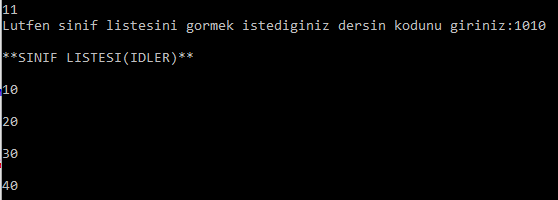 11
Lutfen sinif listesini gormek istediginiz dersin kodunu giriniz:1010
**SINIF LISTESI(IDLER)**
10
20
30
40